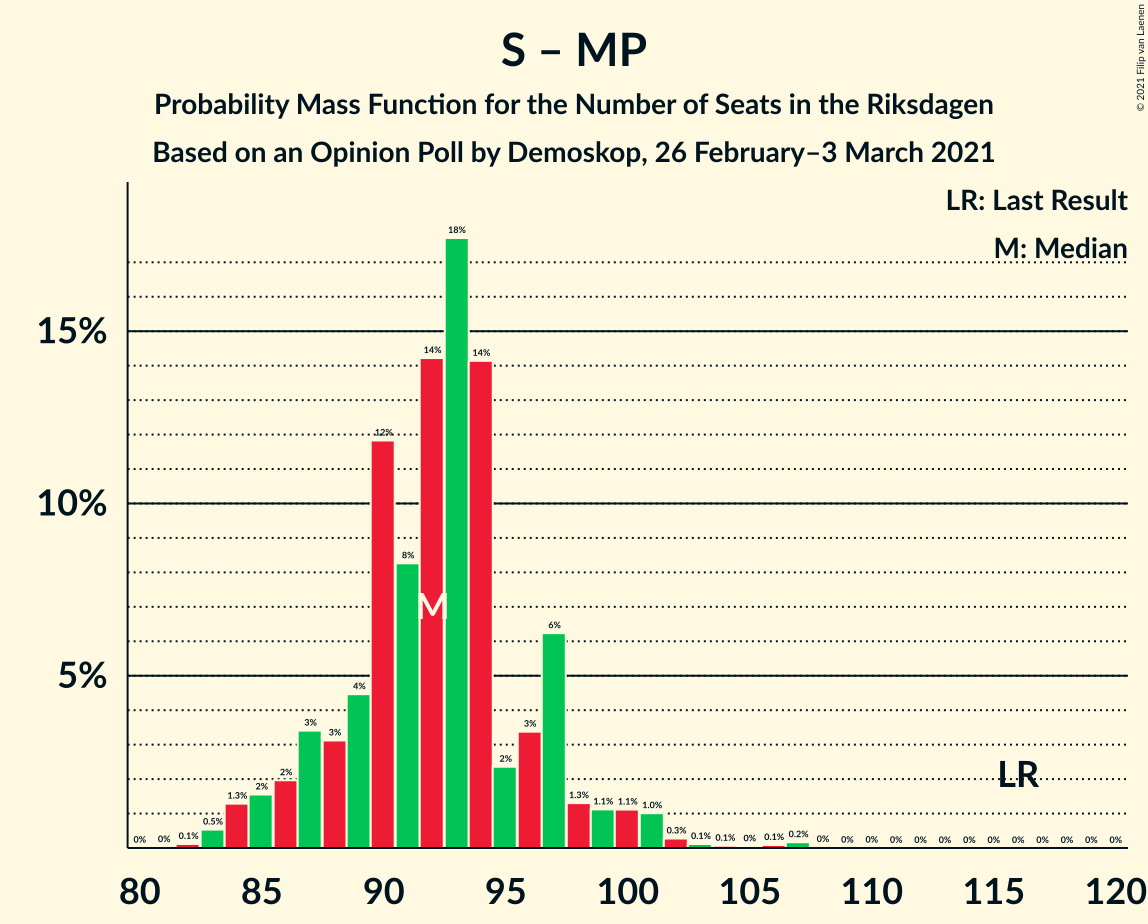 S – MP
Probability Mass Function for the Number of Seats in the Riksdagen
Based on an Opinion Poll by Demoskop, 26 February–3 March 2021
© 2021 Filip van Laenen
LR: Last Result
M: Median
15%
10%
5%
0% 0% 0.1% 0.5% 1.3% 2% 2% 3% 3% 4% 12% 8% 14% 18% 14% 2% 3% 6% 1.3% 1.1% 1.1% 1.0% 0.3% 0.1% 0.1% 0% 0.1% 0.2% 0% 0% 0% 0% 0% 0% 0% 0% 0% 0% 0% 0% 0%
M
LR
80 85 90 95 100 105 110 115 120